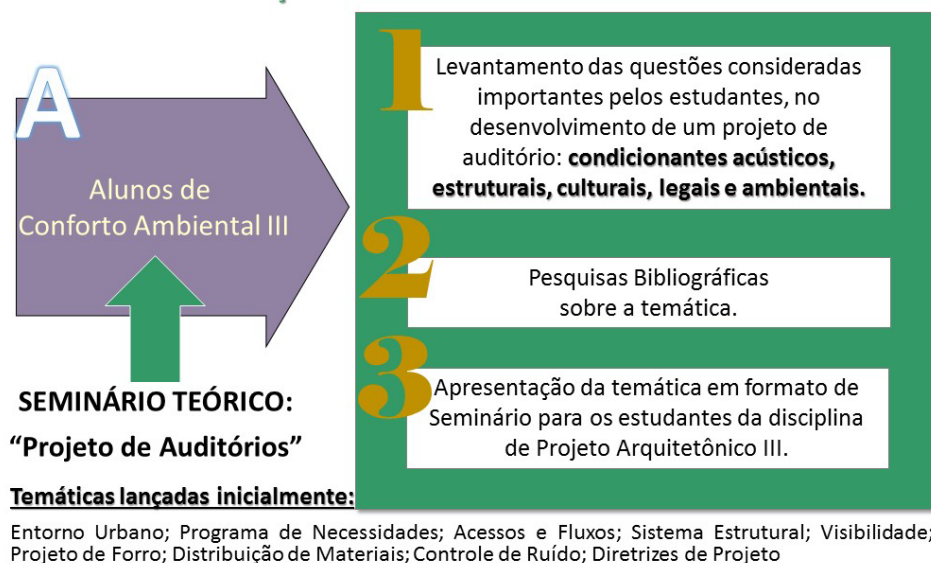 A
Alunos de
Conforto Ambiental III
SEMINÁRIO TEÓRICO:
“Projeto de Auditórios”
1
Levantamento das questões consideradas
importantes pelos estudantes, no
desenvolvimento de um projeto de
auditório: condicionantes acústicos,
estruturais, culturais, legais e ambientais.
2
Pesquisas Bibliográficas
sobre a temática.
3
Apresentação da temática em formato de
Seminário para os estudantes da disciplina
de Projeto Arquitetônico III.
Temáticas lançadas inicialmente:
Entorno Urbano; Programa de Necessidades; Acessos e Fluxos; Sistema Estrutural; Visibilidade;
Projeto de Forro; Distribuição de Materiais; Controle de Ruído; Diretrizes de Projeto